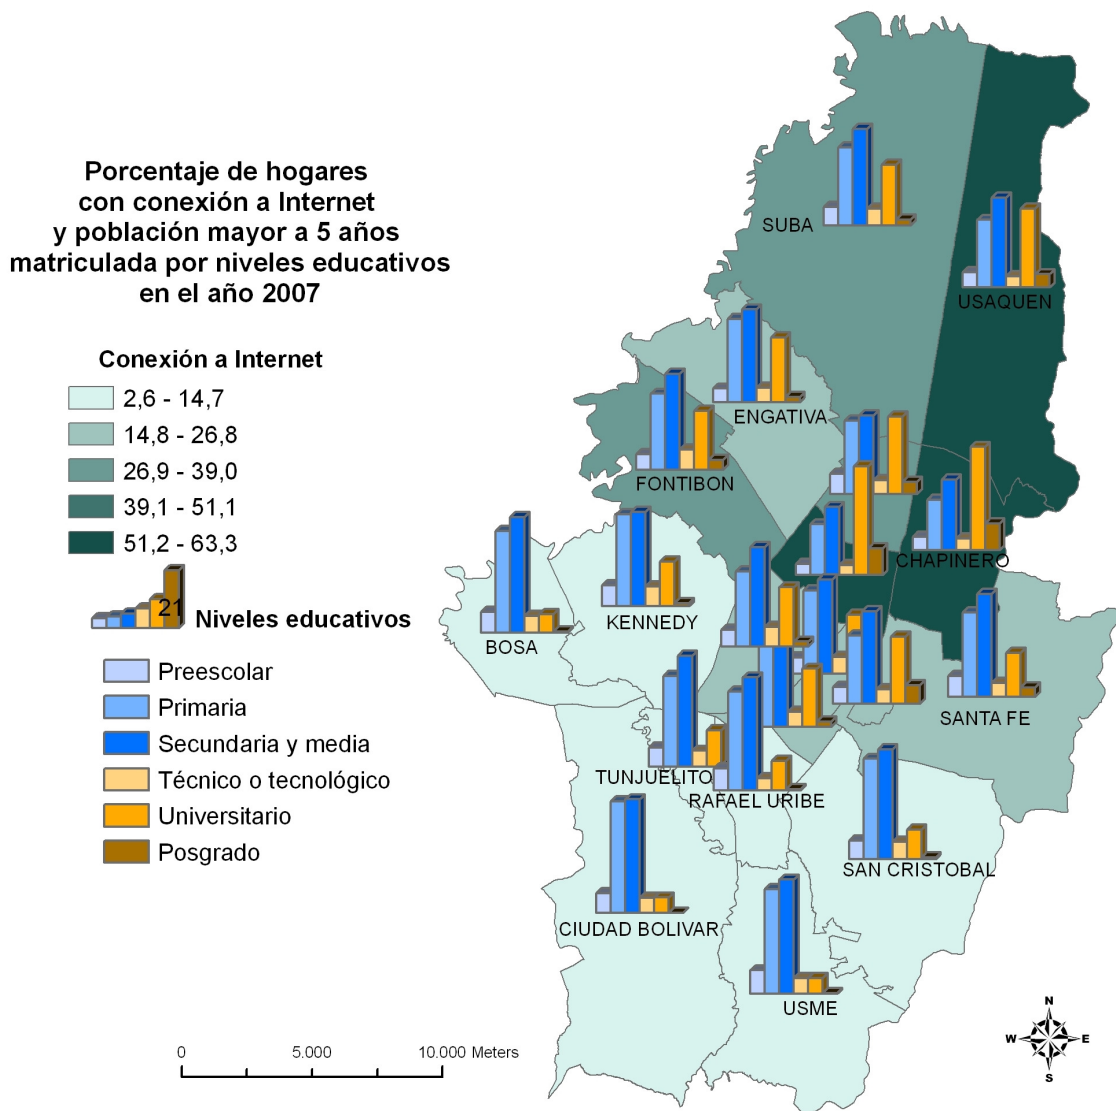 Porcentaje de hogares
con conexión a Internet
y población mayor a 5 años
matriculada por niveles educativos
en el año 2007
Conexión a Internet
2,6 - 14,7
14,8 - 26,8
26,9 - 39,0
39,1 - 51,1
51,2 - 63,3
21
Niveles educativos
Preescolar
Primaria
Secundaria y media
Técnico o tecnológico
Universitario
Posgrado
SUBA
USAQUEN
ENGATIVA
FONTIBON
CHAPINERO
KENNEDY
BOSA
SANTA FE
TUNJUELITO
RAFAEL URIBE
SAN CRISTOBAL
CIUDAD BOLIVAR
USME
0 5.000 10.000 Meters
N
W E
S